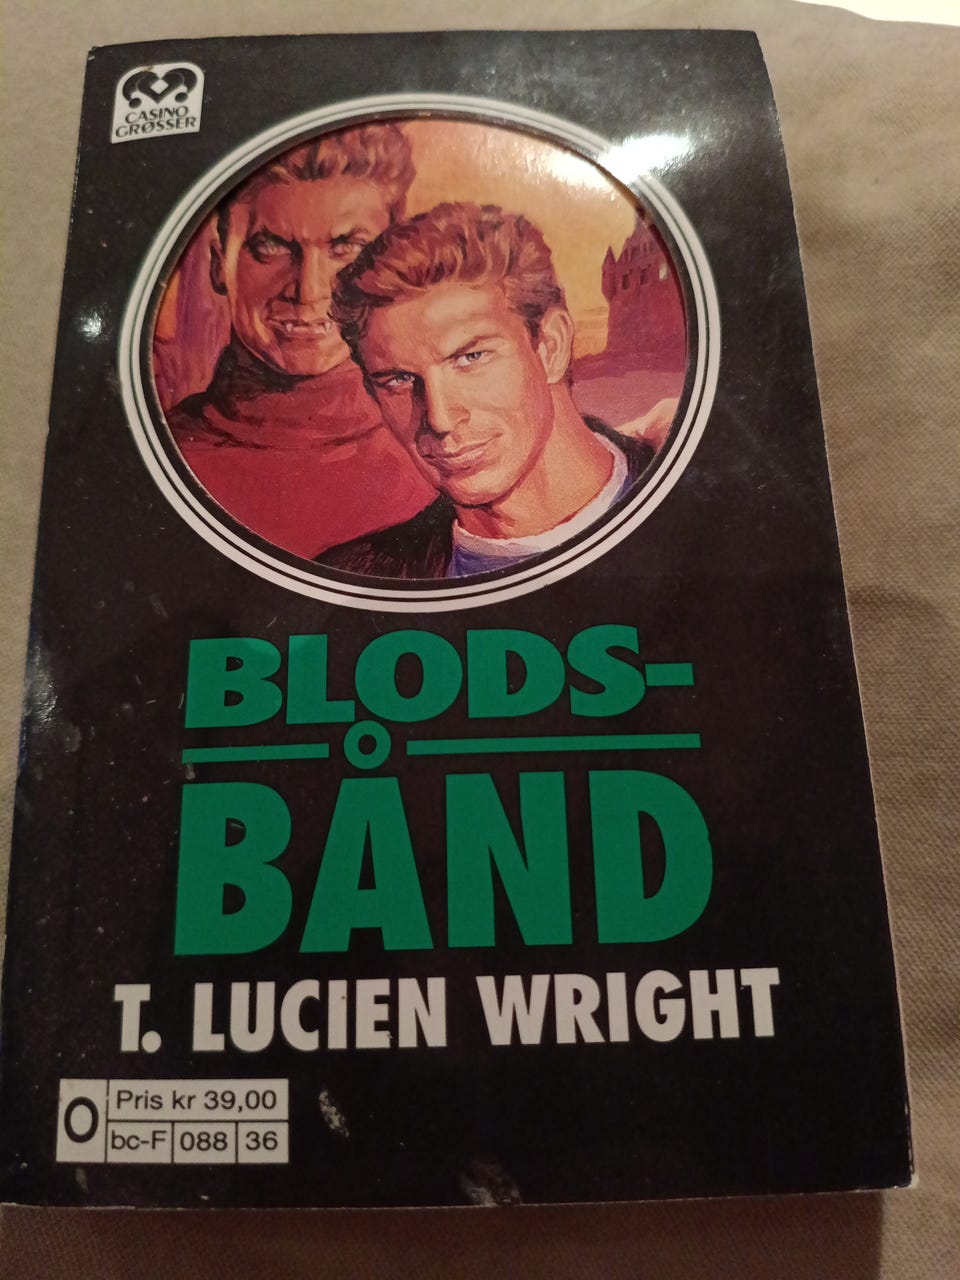 CASINO
GRØSSER
BLODS-
BÅND
T. LUCIEN WRIGHT
O
Pris kr 39,00
bc-F 088 36